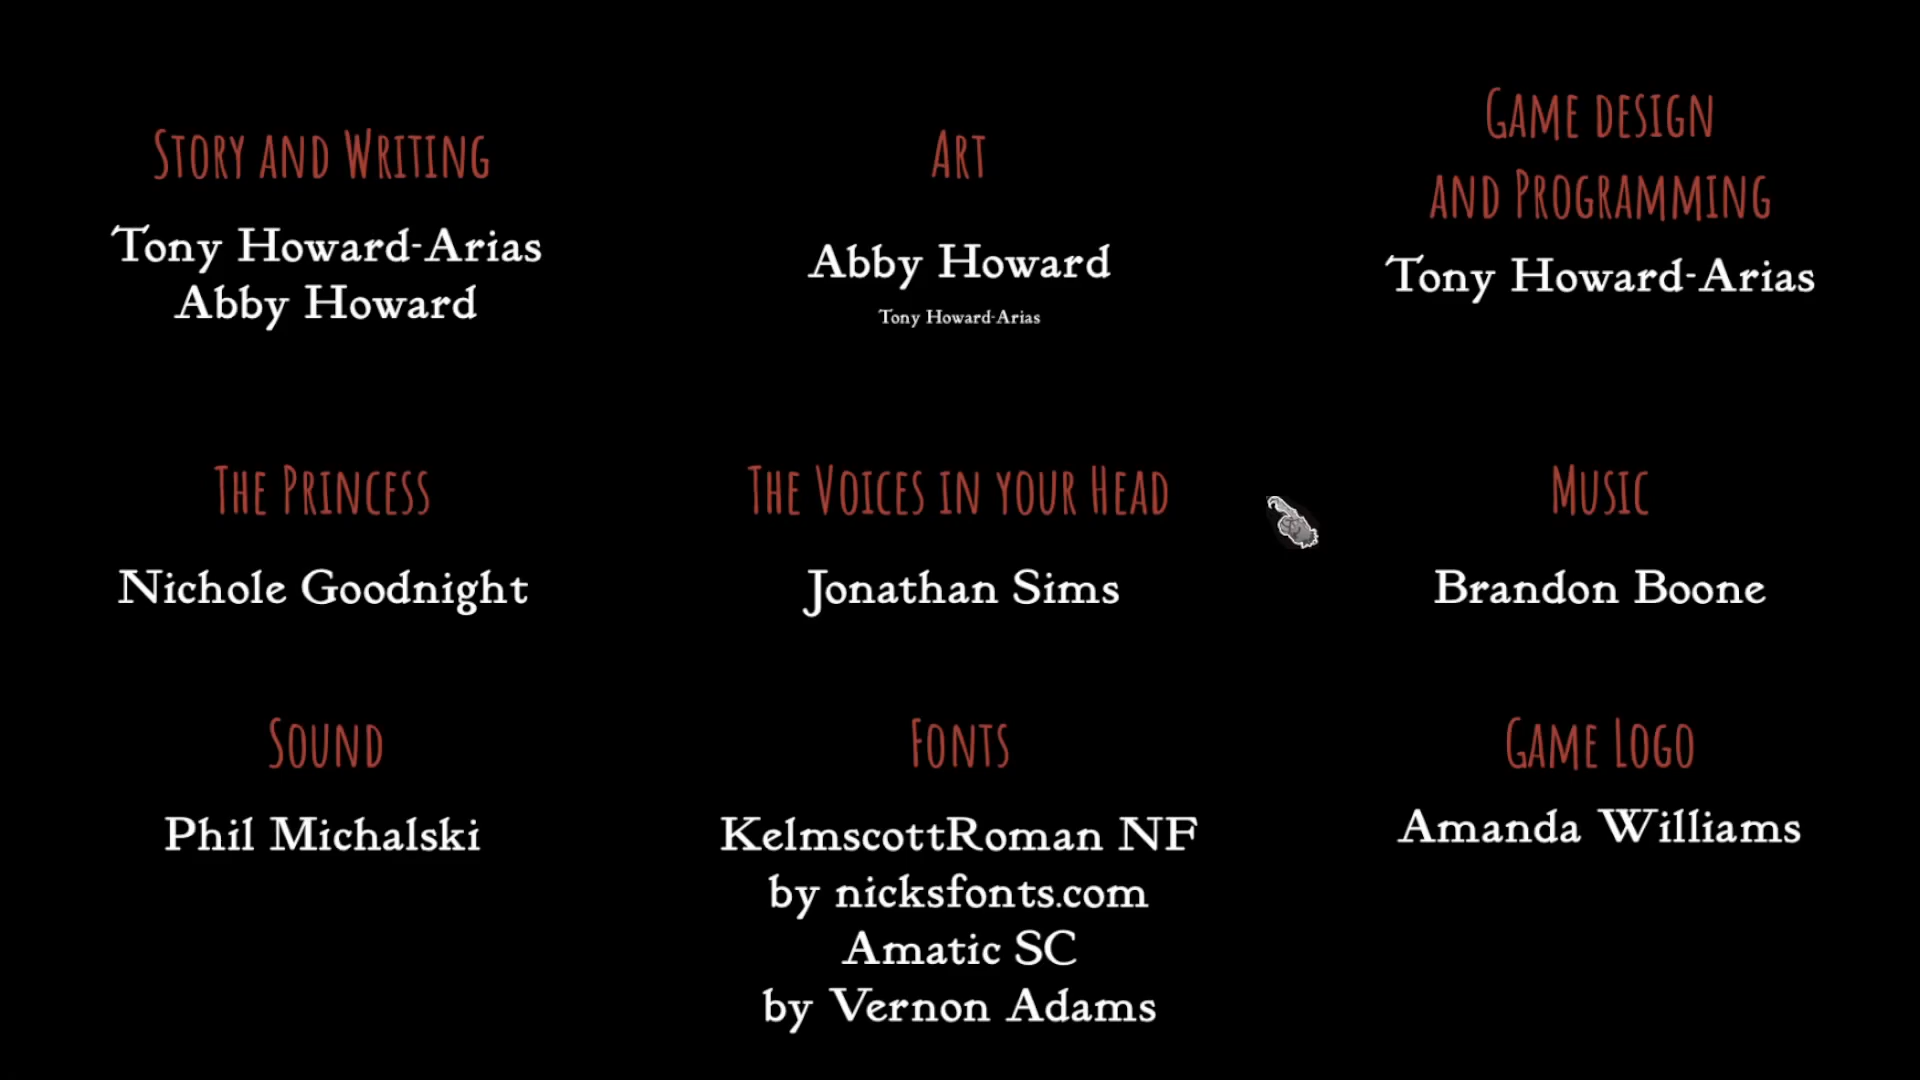 Story and Writing
Tony Howard-Arias
Abby Howard
Art
Abby Howard
Tony Howard-Arias
Game design
and Programming
Tony Howard-Arias
The Princess
Nichole Goodnight
The Voices in your Head
Jonathan Sims
Music
Brandon Boone
Sound
Phil Michalski
Fonts
KelmscottRoman NF
by nicksfonts.com
Amatic SC
by Vernon Adams
Game Logo
Amanda Williams